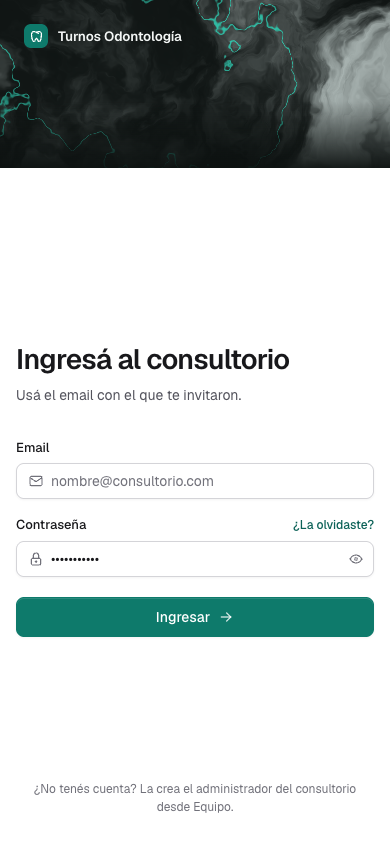 Turnos Odontología
Ingresá al consultorio
Usá el email con el que te invitaron.
Email
nombre@consultorio.com
Contraseña ¿La olvidaste?
•••••••••••
Ingresar →
¿No tenés cuenta? La crea el administrador del consultorio
desde Equipo.